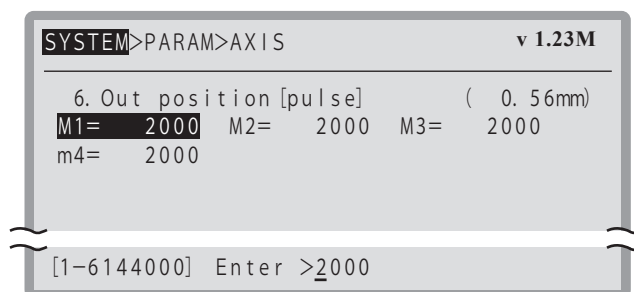 SYSTEM>PARAM>AXIS v 1.23M
6. Out position [pulse] ( 0. 56mm)
M1= 2000 M2= 2000 M3= 2000
m4= 2000
[1-6144000] Enter >2000